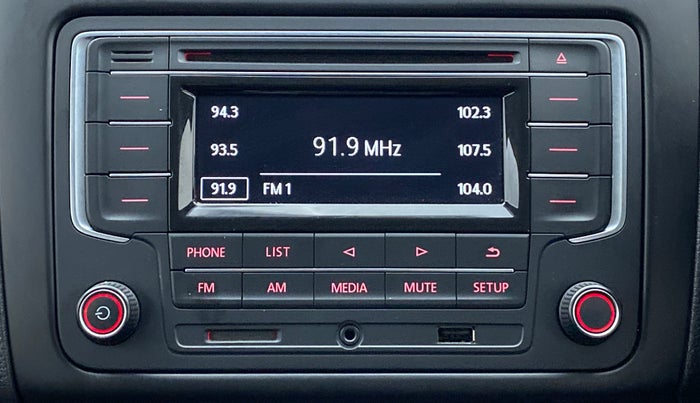 94.3
102.3
93.5
91.9 MHz
107.5
91.9
FM 1
104.0
PHONE
LIST
FM
AM
MEDIA
MUTE
SETUP